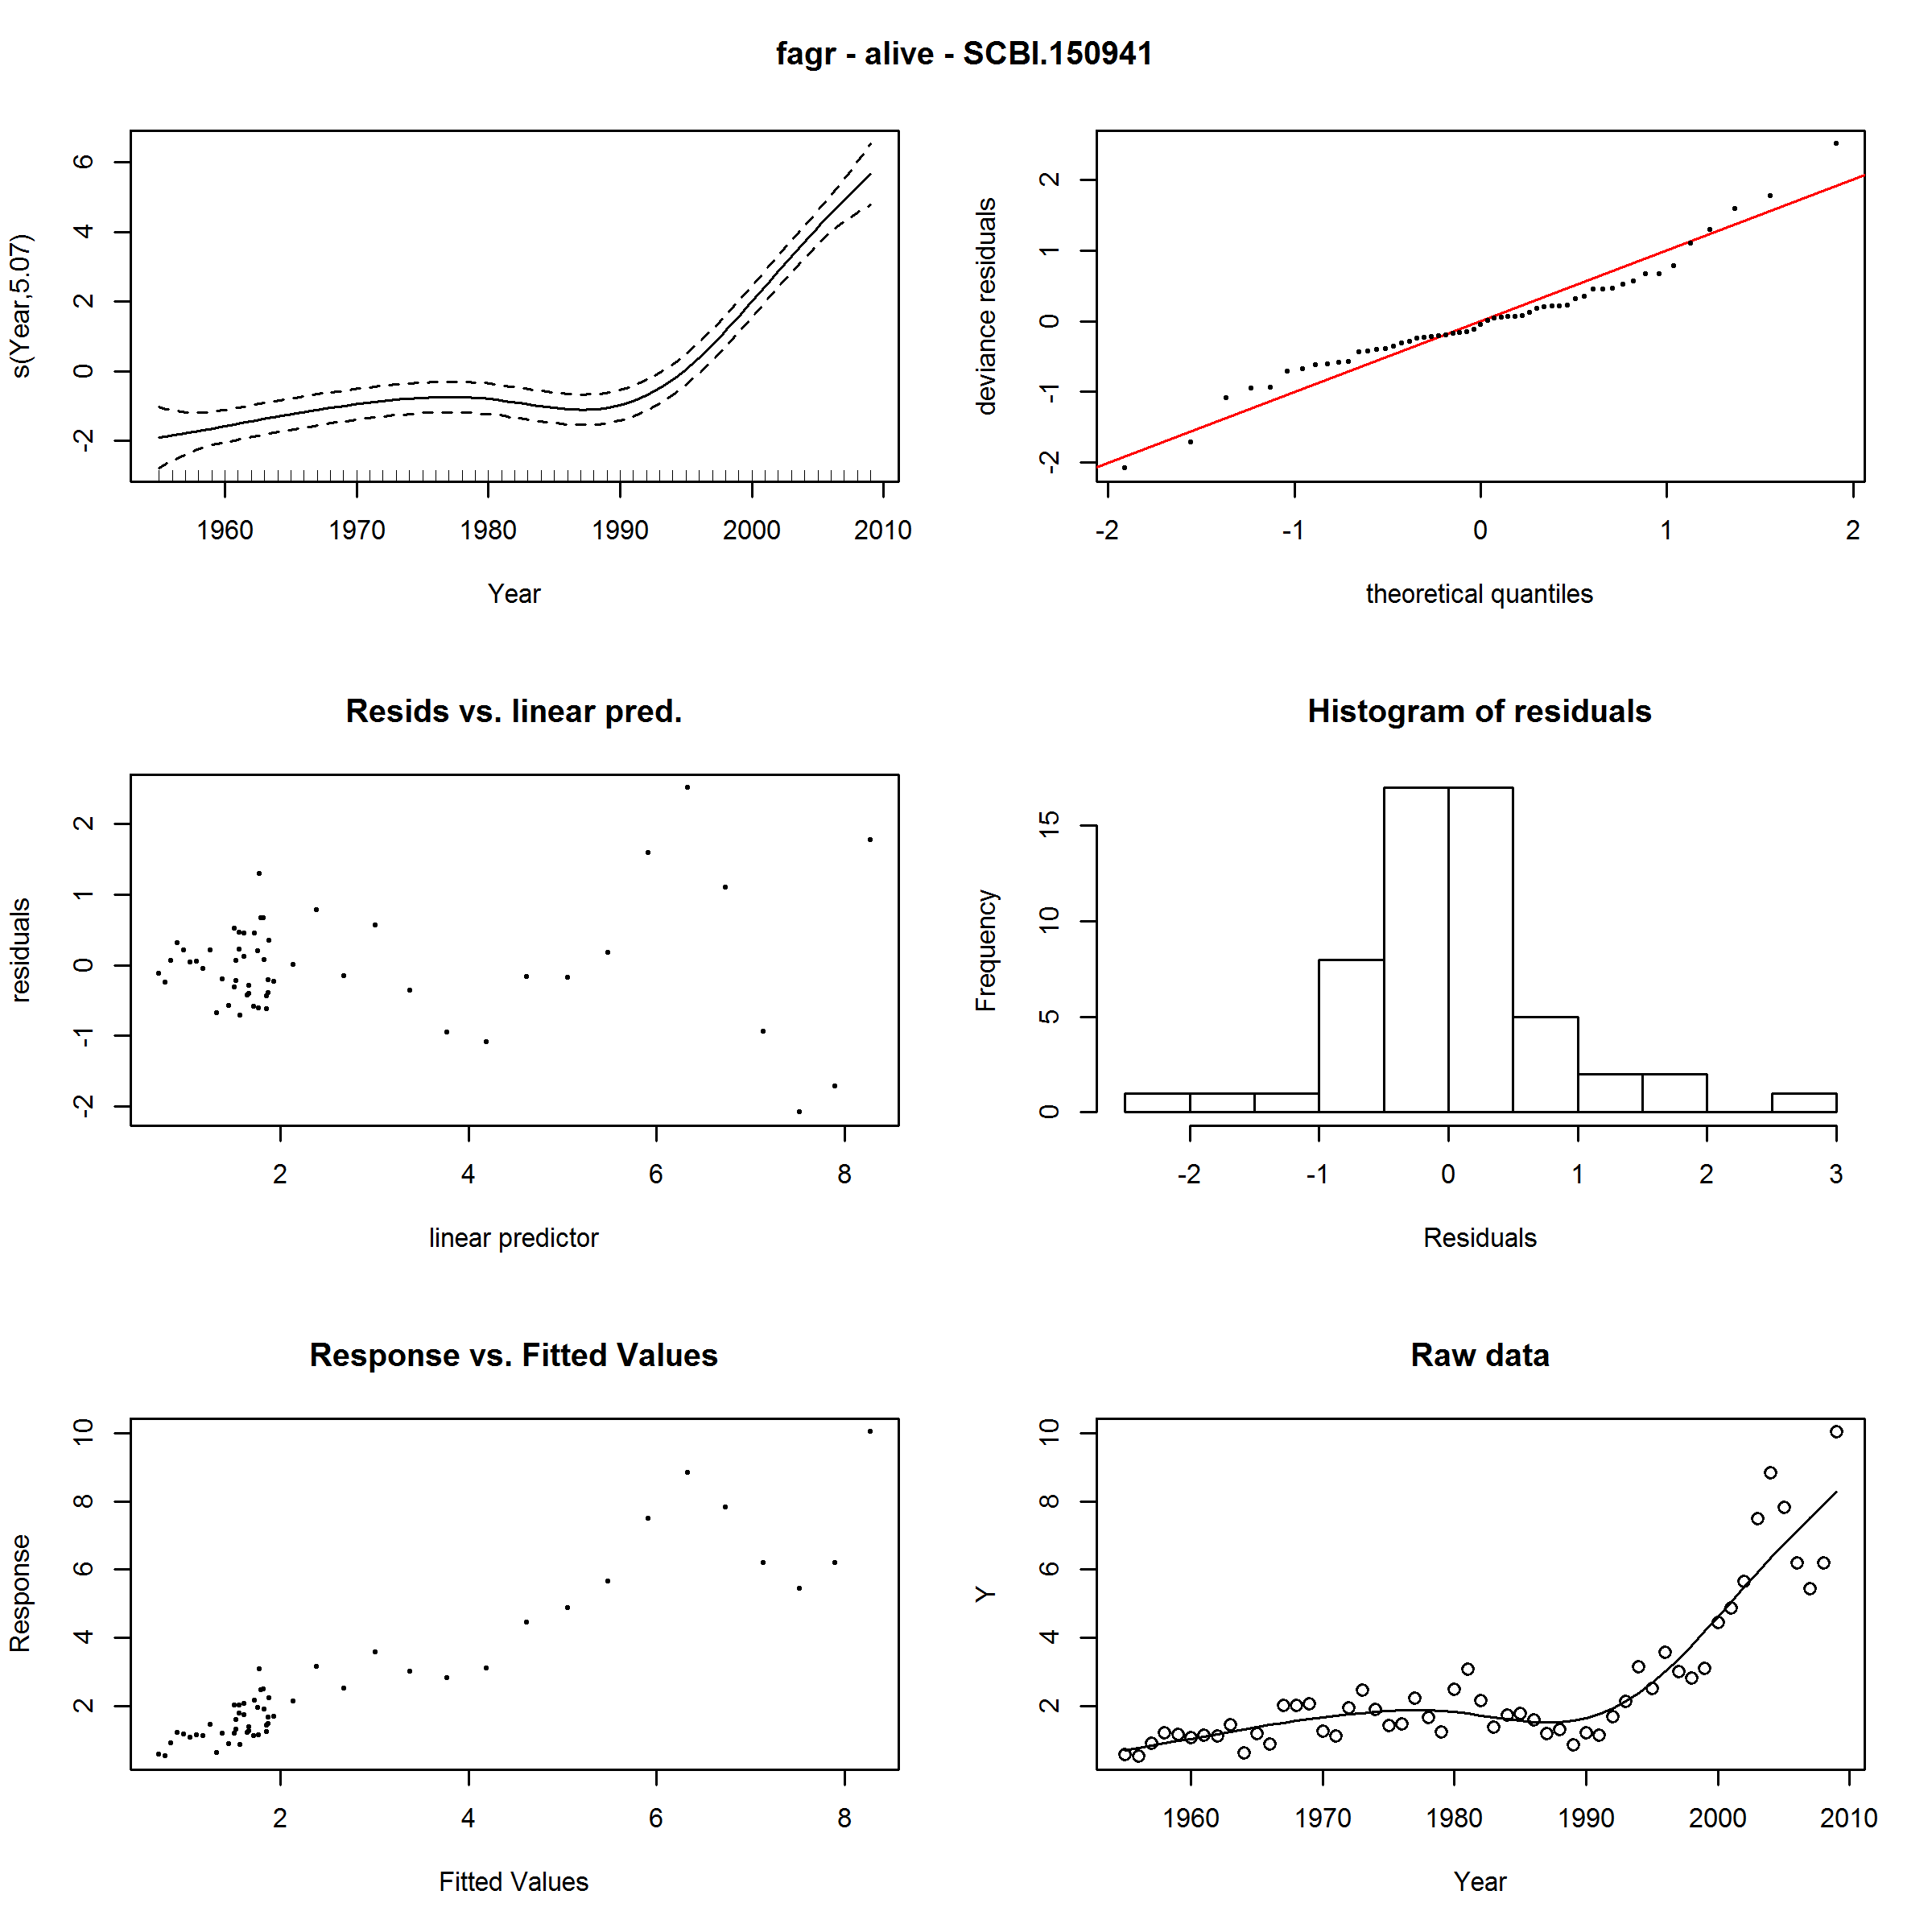 fagr - alive - SCBI.150941
s(Year,5.07)
-2 0 2 4 6
1960 1970 1980 1990 2000 2010
Year
deviance residuals
-2 -1 0 1 2
-2 -1 0 1 2
theoretical quantiles
Resids vs. linear pred.
residuals
-2 -1 0 1 2
2 4 6 8
linear predictor
Histogram of residuals
Frequency
0 5 10 15
-2 -1 0 1 2 3
Residuals
Response vs. Fitted Values
Response
2 4 6 8 10
2 4 6 8
Fitted Values
Raw data
Y
2 4 6 8 10
1960 1970 1980 1990 2000 2010
Year